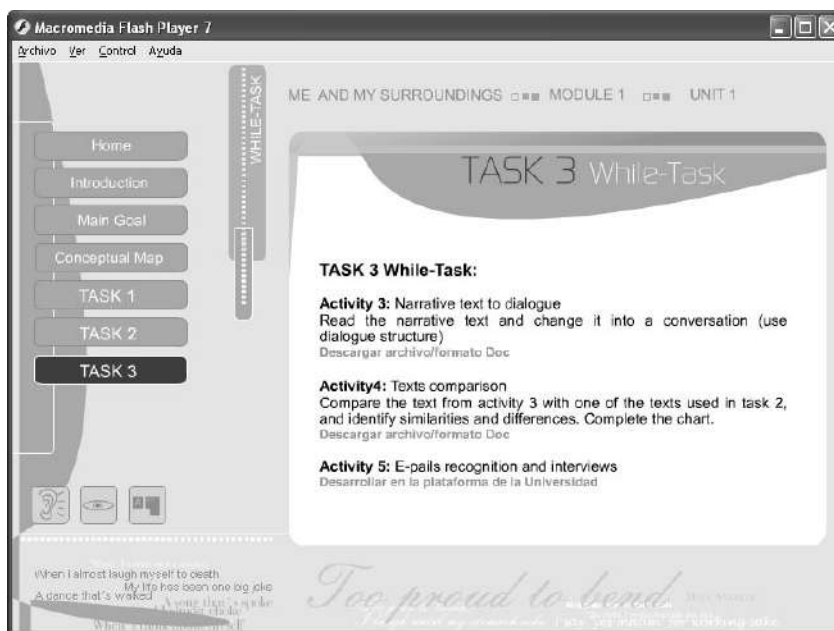 Macromedia Flash Player 7
Archivo Ver Control Ayuda
WHILE-TASK
ME AND MY SURROUNDINGS MODULE 1 UNIT 1
Home
Introduction
Main Goal
Conceptual Map
TASK 1
TASK 2
TASK 3
TASK 3 While-Task
TASK 3 While-Task:
Activity 3: Narrative text to dialogue
Read the narrative text and change it into a conversation (use
dialogue structure)
Descargar archivo/formato Doc
Activity4: Texts comparison
Compare the text from activity 3 with one of the texts used in task 2,
and identify similarities and differences. Complete the chart.
Descargar archivo/formato Doc
Activity 5: E-pails recognition and interviews
Desarrollar en la plataforma de la Universidad
When I almost laugh myself to death
My life has been one big joke
A dance that's walked
A song that's spoke
Too proud to bend